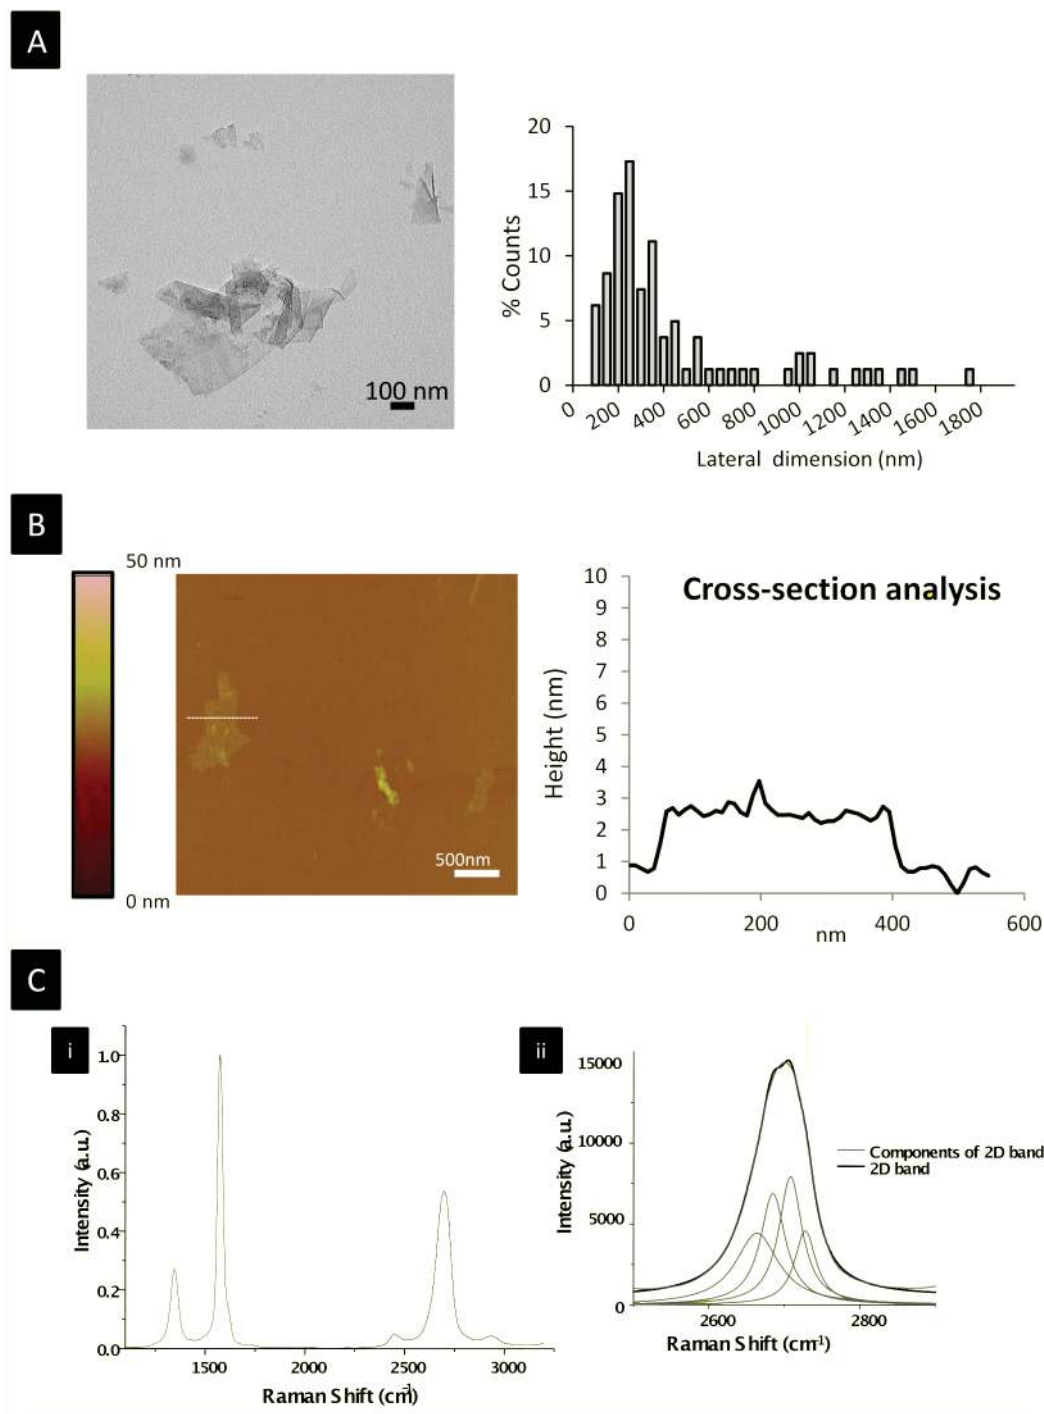 A
100 nm
20
15
10
5
0
% Counts
0 200 400 600 800 1000 1200 1400 1600 1800
Lateral dimension (nm)
B
50 nm
0 nm
500nm
Cross-section analysis
10
9
8
7
6
5
4
3
2
1
0
Height (nm)
0 200 400 600
nm
C
i
1.0
0.8
0.6
0.4
0.2
0.0
Intensity (a.u.)
1500 2000 2500 3000
Raman Shift (cm-1)
ii
15000
10000
5000
0
Intensity (a.u.)
Components of 2D band
2D band
2600 2800
Raman Shift (cm-1)